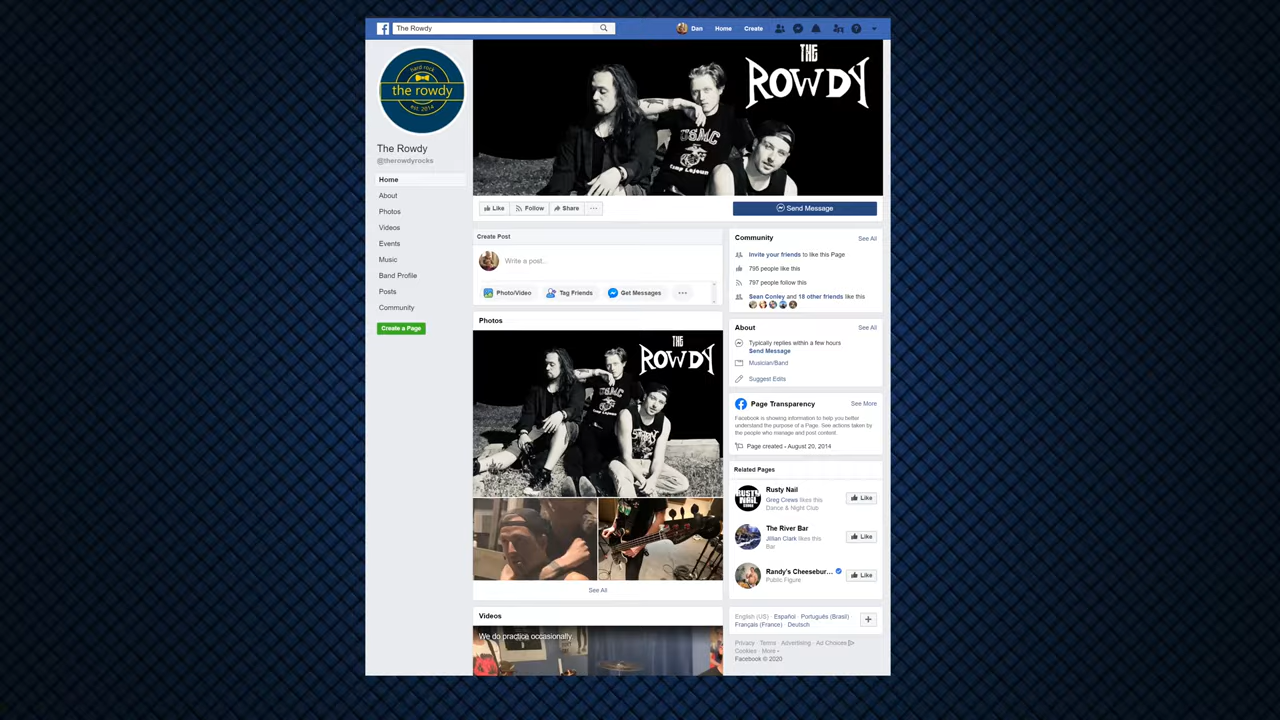 The Rowdy
Dan
Home
Create
hard rock
the rowdy
est. 2014
THE
ROWDY
USMC
Camp Lejeune
The Rowdy
@therowdyrocks
Home
About
Photos
Videos
Events
Music
Band Profile
Posts
Community
Create a Page
Like
Follow
Share
Send Message
Create Post
Write a post...
Photo/Video
Tag Friends
Get Messages
Photos
THE
ROWDY
USMC
See All
Videos
We do practice occasionally.
Community
See All
Invite your friends to like this Page
795 people like this
797 people follow this
Sean Conley and 18 other friends like this
About
See All
Typically replies within a few hours
Send Message
Musician/Band
Suggest Edits
Page Transparency
See More
Facebook is showing information to help you better
understand the purpose of a Page. See actions taken by
the people who manage and post content.
Page created - August 20, 2014
Related Pages
RUSTY
NAIL
Rusty Nail
Greg Crews likes this
Dance & Night Club
Like
The River Bar
Jillian Clark likes this
Bar
Like
Randy's Cheesebur...
Public Figure
Like
English (US) · Español · Português (Brasil) ·
Français (France) · Deutsch
Privacy · Terms · Advertising · Ad Choices
Cookies · More
Facebook © 2020